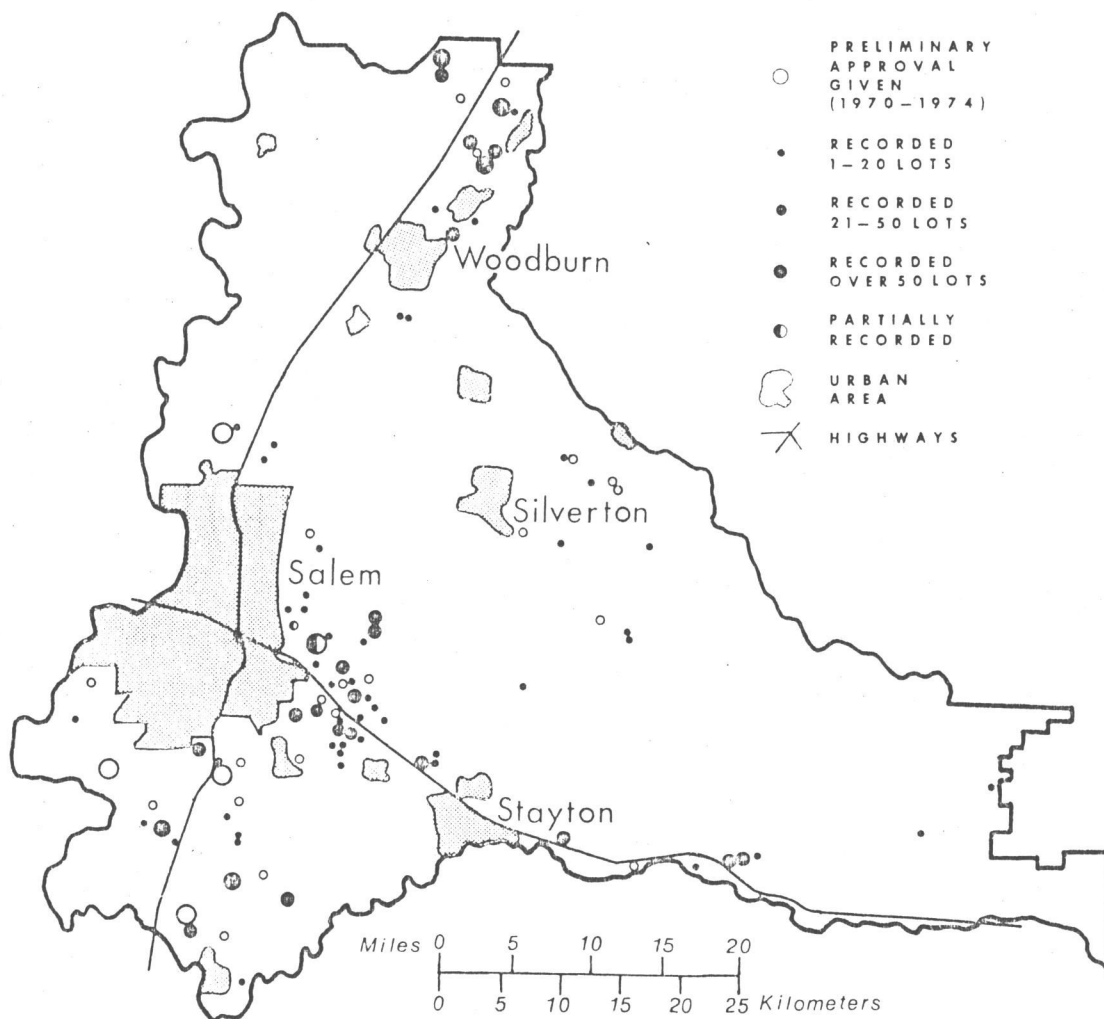 PRELIMINARY
APPROVAL
GIVEN
(1970–1974)
RECORDED
1–20 LOTS
RECORDED
21–50 LOTS
RECORDED
OVER 50 LOTS
PARTIALLY
RECORDED
URBAN
AREA
HIGHWAYS
Woodburn
Silverton
Salem
Stayton
Miles 0 5 10 15 20
0 5 10 15 20 25 Kilometers